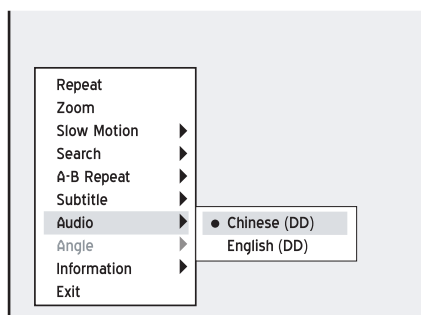 Repeat
Zoom
Slow Motion
Search
A-B Repeat
Subtitle
Audio
Chinese (DD)
Angle
English (DD)
Information
Exit